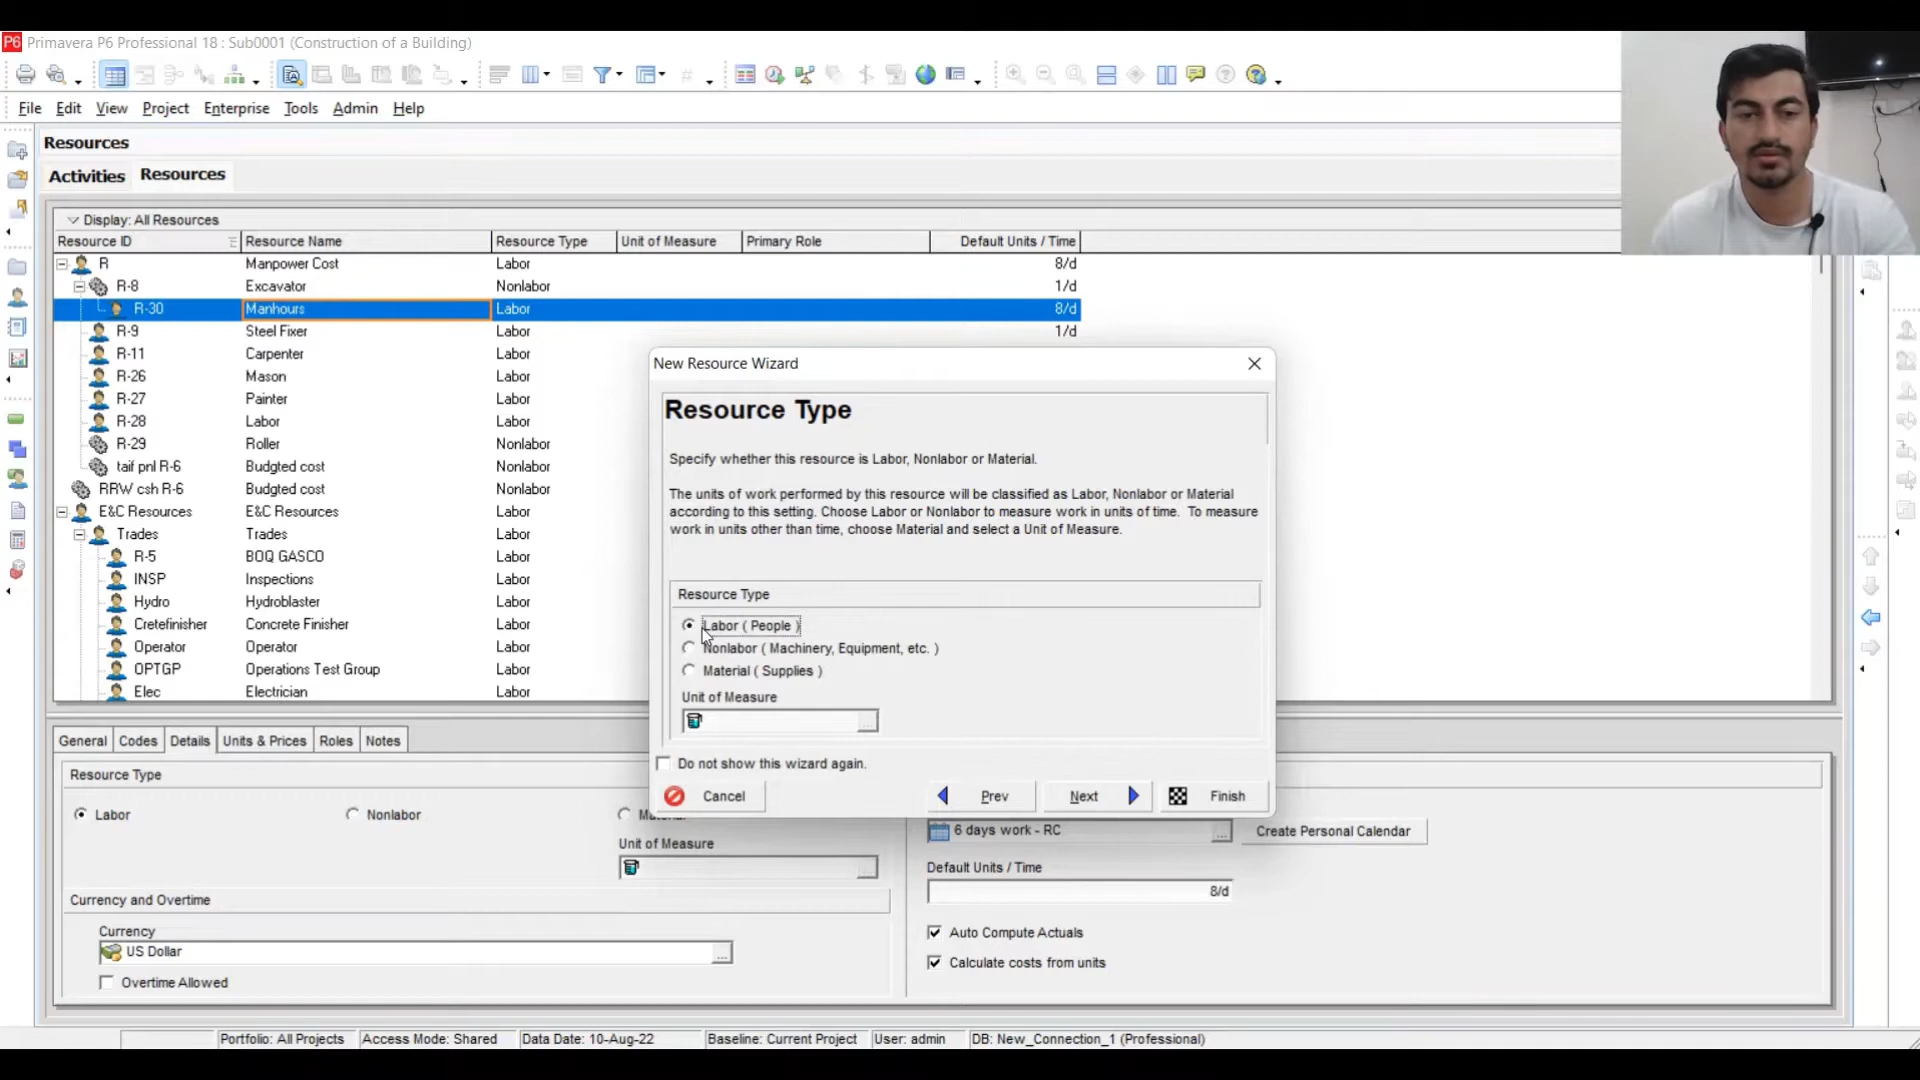 P6 Primavera P6 Professional 18 : Sub0001 (Construction of a Building)
File Edit View Project Enterprise Tools Admin Help
Resources
Activities Resources
Display: All Resources
Resource ID Resource Name Resource Type Unit of Measure Primary Role Default Units / Time
R Manpower Cost Labor 8/d
R-8 Excavator Nonlabor 1/d
R-30 Manhours Labor 8/d
R-9 Steel Fixer Labor 1/d
R-11 Carpenter Labor
R-26 Mason Labor
R-27 Painter Labor
R-28 Labor Labor
R-29 Roller Nonlabor
taif pnl R-6 Budgted cost Nonlabor
RRW csh R-6 Budgted cost Nonlabor
E&C Resources E&C Resources Labor
Trades Trades Labor
R-5 BOQ GASCO Labor
INSP Inspections Labor
Hydro Hydroblaster Labor
Cretefinisher Concrete Finisher Labor
Operator Operator Labor
OPTGP Operations Test Group Labor
Elec Electrician Labor
New Resource Wizard
Resource Type
Specify whether this resource is Labor, Nonlabor or Material.
The units of work performed by this resource will be classified as Labor, Nonlabor or Material
according to this setting. Choose Labor or Nonlabor to measure work in units of time. To measure
work in units other than time, choose Material and select a Unit of Measure.
Resource Type
Labor ( People )
Nonlabor ( Machinery, Equipment, etc. )
Material ( Supplies )
Unit of Measure
Do not show this wizard again.
Cancel Prev Next Finish
General Codes Details Units & Prices Roles Notes
Resource Type
Labor Nonlabor
Unit of Measure
Currency and Overtime
Currency
US Dollar
Overtime Allowed
6 days work - RC Create Personal Calendar
Default Units / Time
8/d
Auto Compute Actuals
Calculate costs from units
Portfolio: All Projects Access Mode: Shared Data Date: 10-Aug-22 Baseline: Current Project User: admin DB: New_Connection_1 (Professional)